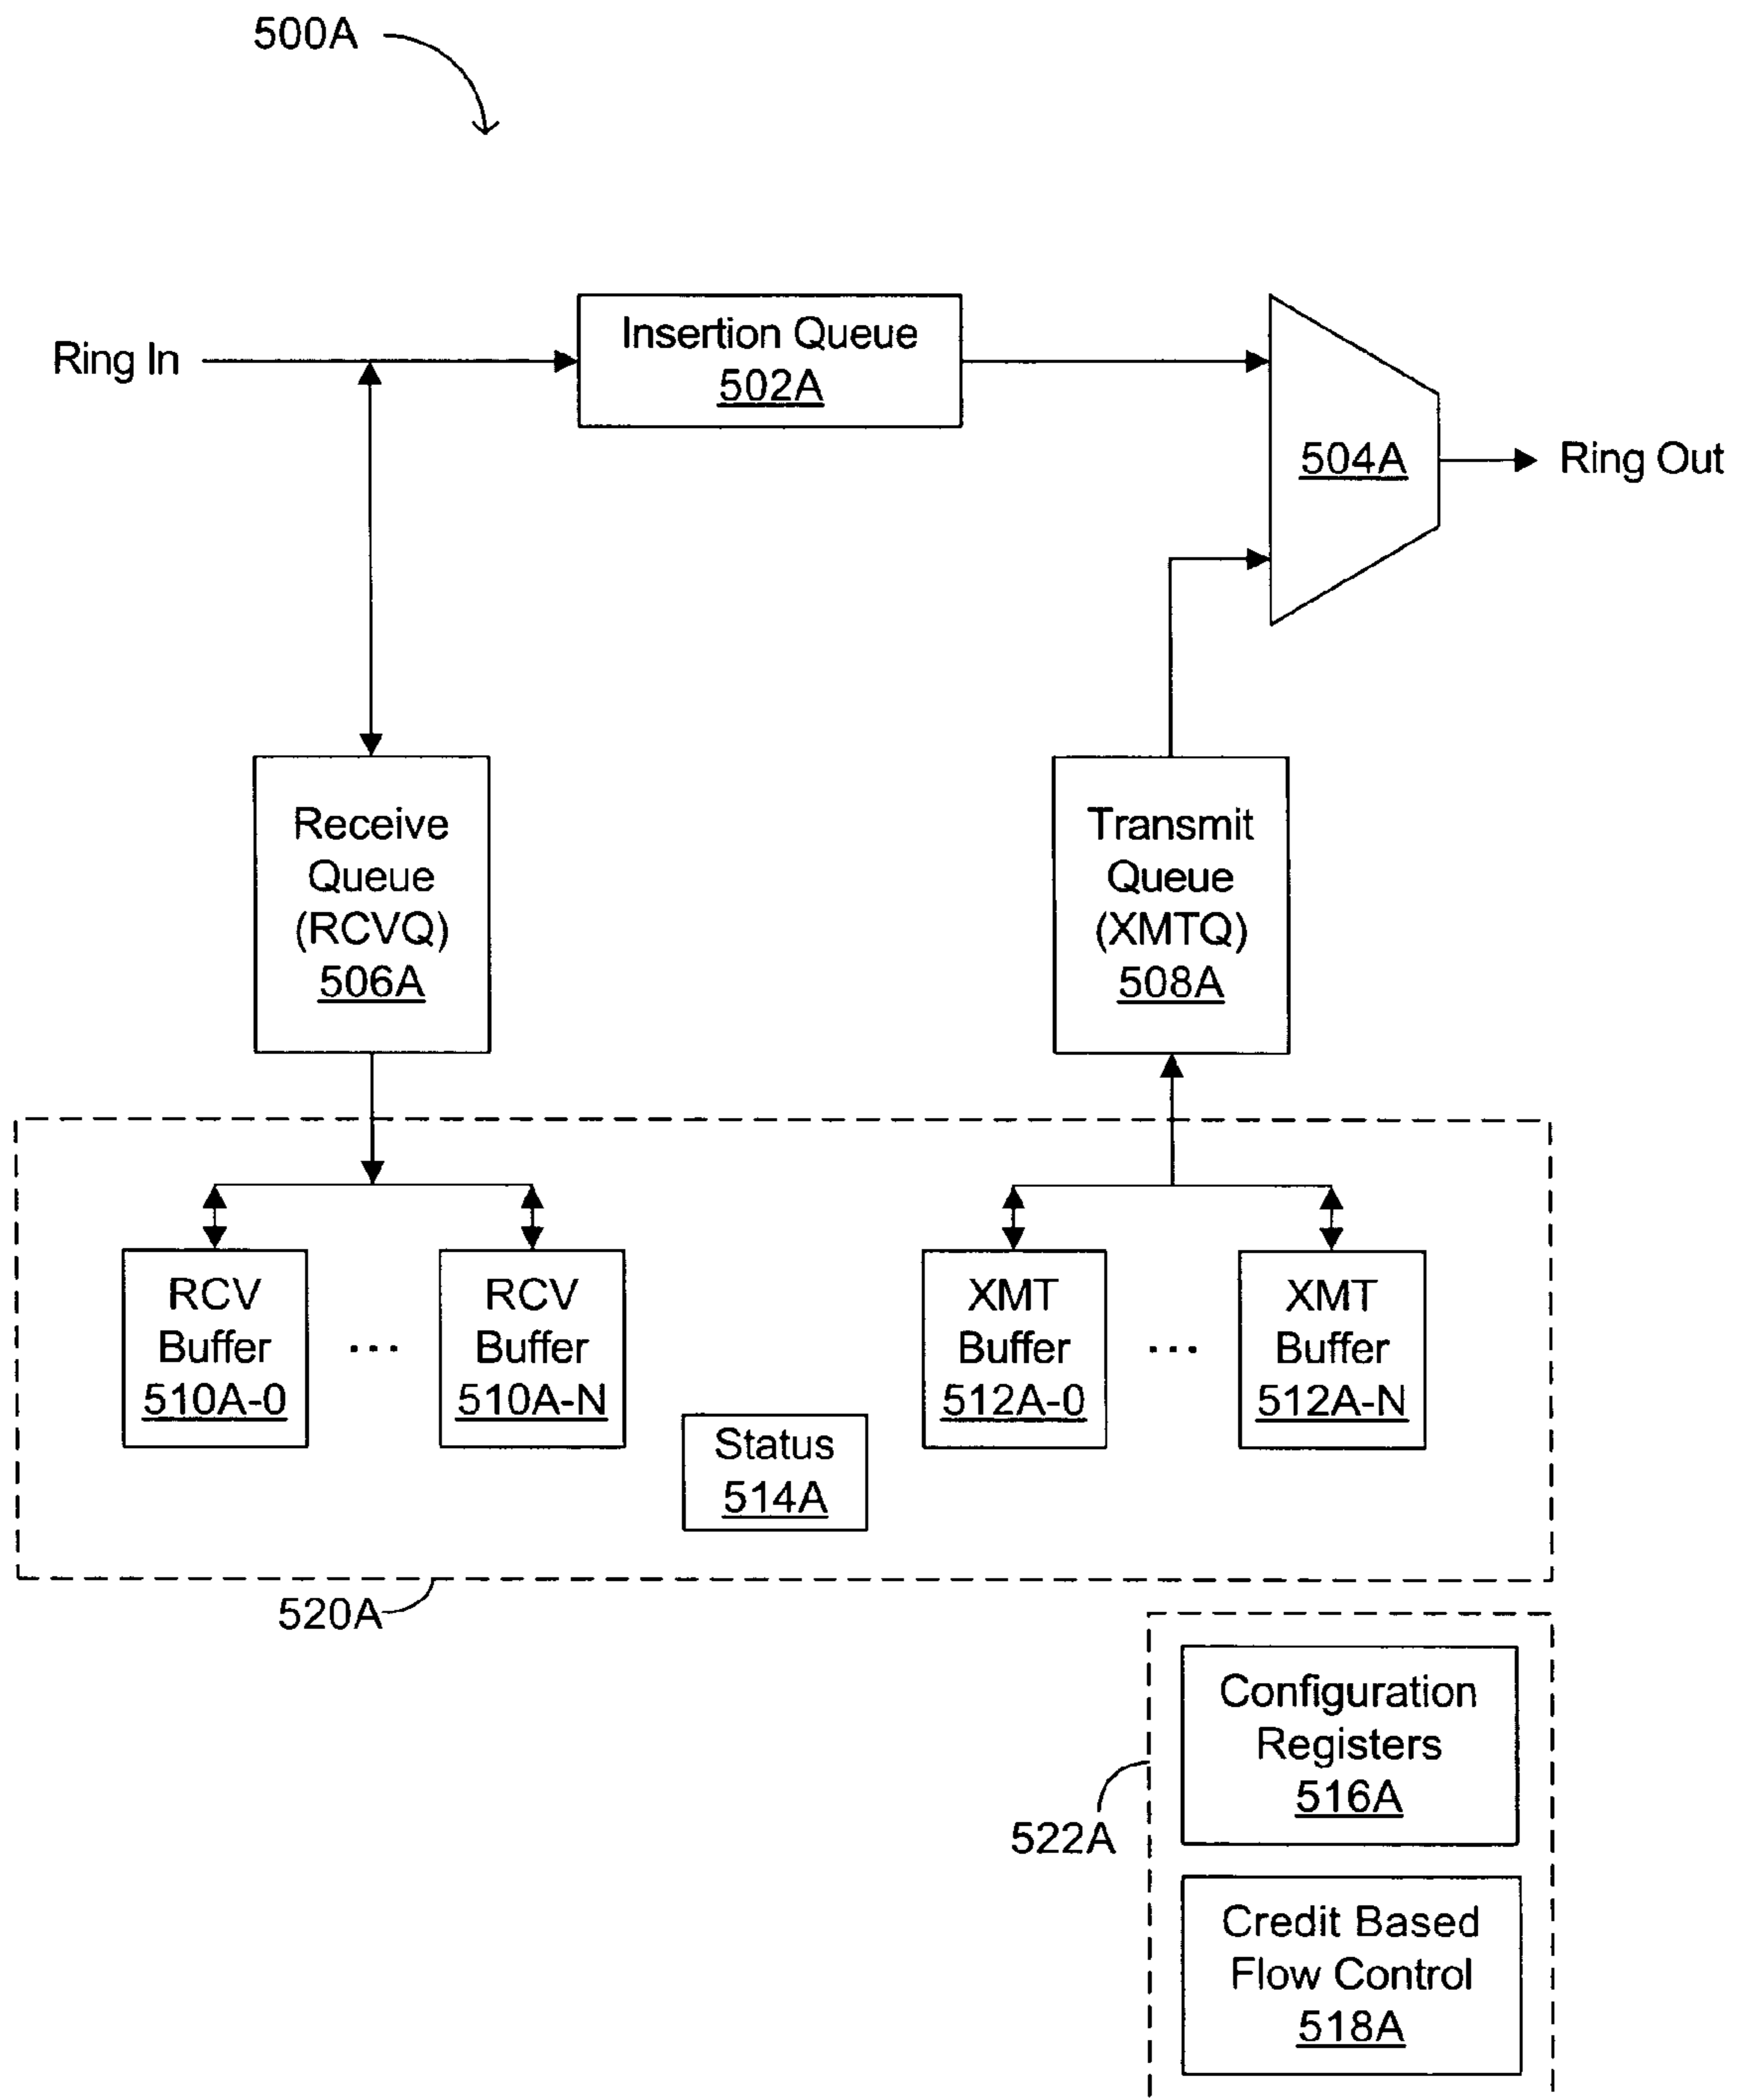 500A
Ring In
Insertion Queue
502A
504A
Ring Out
Receive
Queue
(RCVQ)
506A
Transmit
Queue
(XMTQ)
508A
RCV
Buffer
510A-0
...
RCV
Buffer
510A-N
Status
514A
XMT
Buffer
512A-0
...
XMT
Buffer
512A-N
520A
522A
Configuration
Registers
516A
Credit Based
Flow Control
518A